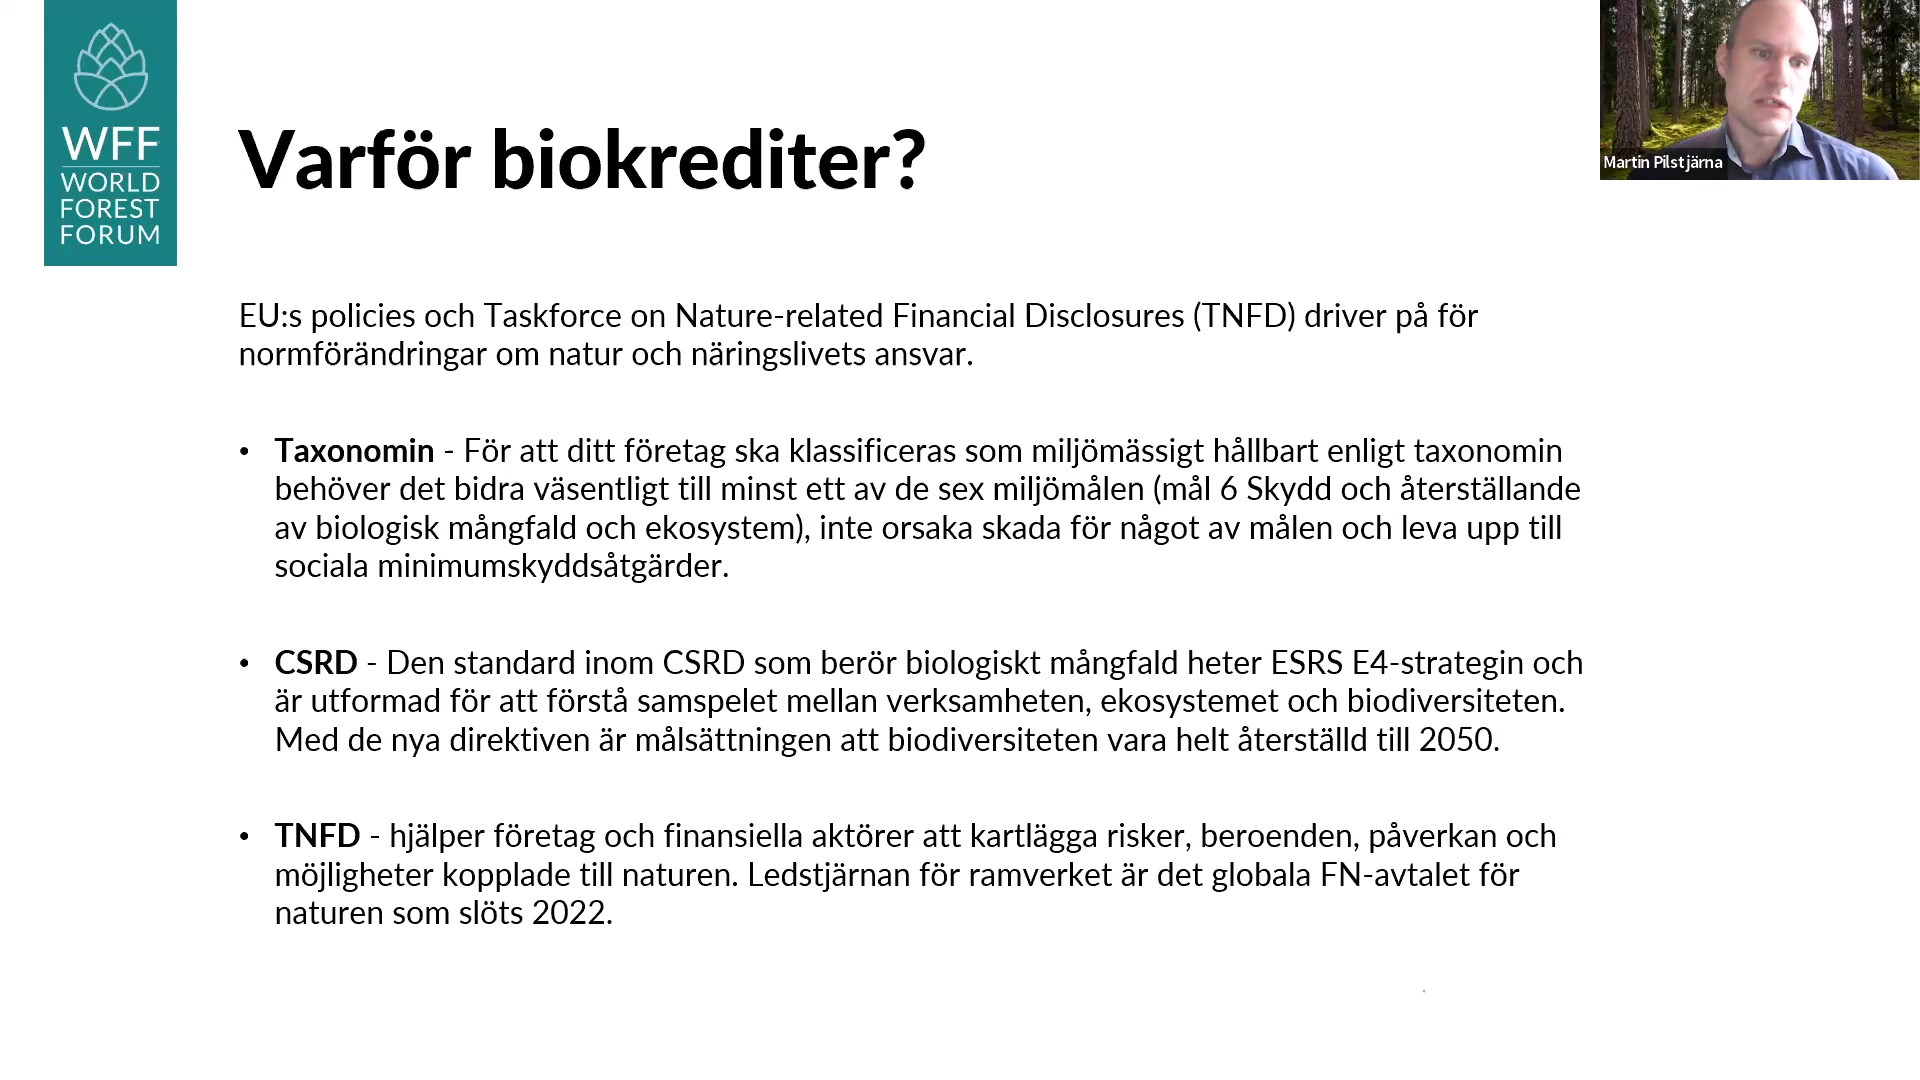 WFF
WORLD
FOREST
FORUM
Varför biokrediter?
Martin Pilstjärna
EU:s policies och Taskforce on Nature-related Financial Disclosures (TNFD) driver på för
normförändringar om natur och näringslivets ansvar.
• Taxonomin - För att ditt företag ska klassificeras som miljömässigt hållbart enligt taxonomin
behöver det bidra väsentligt till minst ett av de sex miljömålen (mål 6 Skydd och återställande
av biologisk mångfald och ekosystem), inte orsaka skada för något av målen och leva upp till
sociala minimumskyddsåtgärder.
• CSRD - Den standard inom CSRD som berör biologiskt mångfald heter ESRS E4-strategin och
är utformad för att förstå samspelet mellan verksamheten, ekosystemet och biodiversiteten.
Med de nya direktiven är målsättningen att biodiversiteten vara helt återställd till 2050.
• TNFD - hjälper företag och finansiella aktörer att kartlägga risker, beroenden, påverkan och
möjligheter kopplade till naturen. Ledstjärnan för ramverket är det globala FN-avtalet för
naturen som slöts 2022.